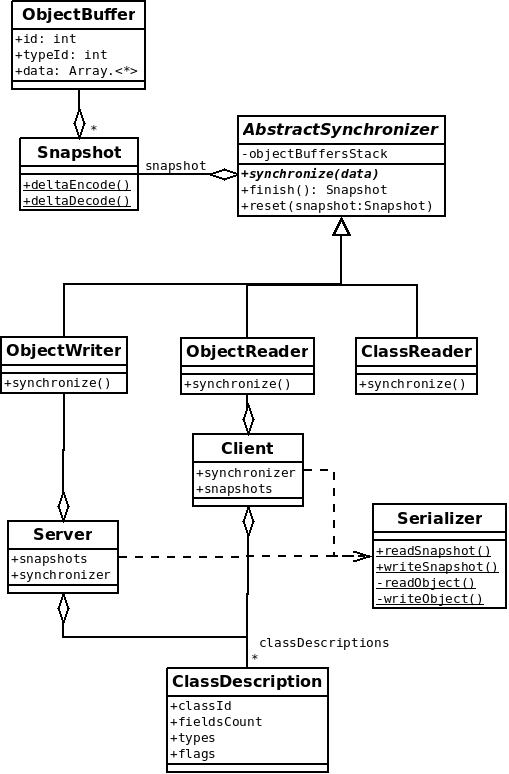 ObjectBuffer
+id: int
+typeId: int
+data: Array.<*>
*
Snapshot
+deltaEncode()
+deltaDecode()
snapshot
AbstractSynchronizer
-objectBuffersStack
+synchronize(data)
+finish(): Snapshot
+reset(snapshot:Snapshot)
ObjectWriter
+synchronize()
ObjectReader
+synchronize()
ClassReader
+synchronize()
Client
+synchronizer
+snapshots
Server
+snapshots
+synchronizer
Serializer
+readSnapshot()
+writeSnapshot()
-readObject()
-writeObject()
classDescriptions
*
ClassDescription
+classId
+fieldsCount
+types
+flags